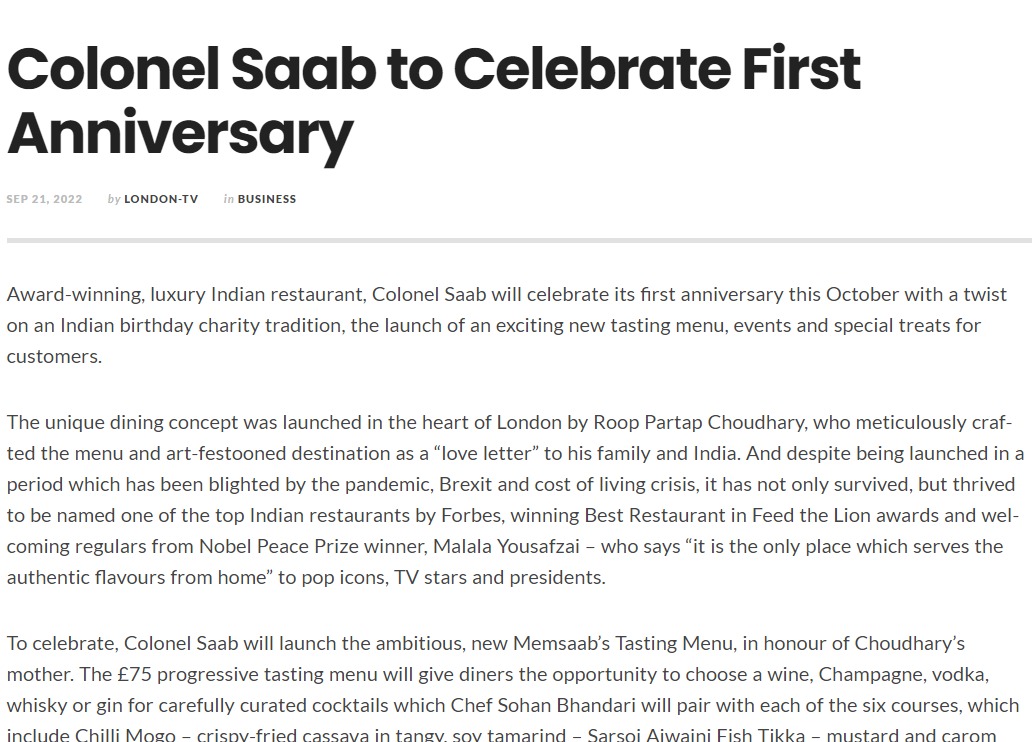 Colonel Saab to Celebrate First
Anniversary
SEP 21, 2022 by LONDON-TV in BUSINESS
Award-winning, luxury Indian restaurant, Colonel Saab will celebrate its first anniversary this October with a twist
on an Indian birthday charity tradition, the launch of an exciting new tasting menu, events and special treats for
customers.
The unique dining concept was launched in the heart of London by Roop Partap Choudhary, who meticulously craf-
ted the menu and art-festooned destination as a “love letter” to his family and India. And despite being launched in a
period which has been blighted by the pandemic, Brexit and cost of living crisis, it has not only survived, but thrived
to be named one of the top Indian restaurants by Forbes, winning Best Restaurant in Feed the Lion awards and wel-
coming regulars from Nobel Peace Prize winner, Malala Yousafzai – who says “it is the only place which serves the
authentic flavours from home” to pop icons, TV stars and presidents.
To celebrate, Colonel Saab will launch the ambitious, new Memsaab’s Tasting Menu, in honour of Choudhary’s
mother. The £75 progressive tasting menu will give diners the opportunity to choose a wine, Champagne, vodka,
whisky or gin for carefully curated cocktails which Chef Sohan Bhandari will pair with each of the six courses, which
include Chilli Mogo – crispy-fried cassava in tangy, soy tamarind – Sarsoi Ajwaini Fish Tikka – mustard and carom